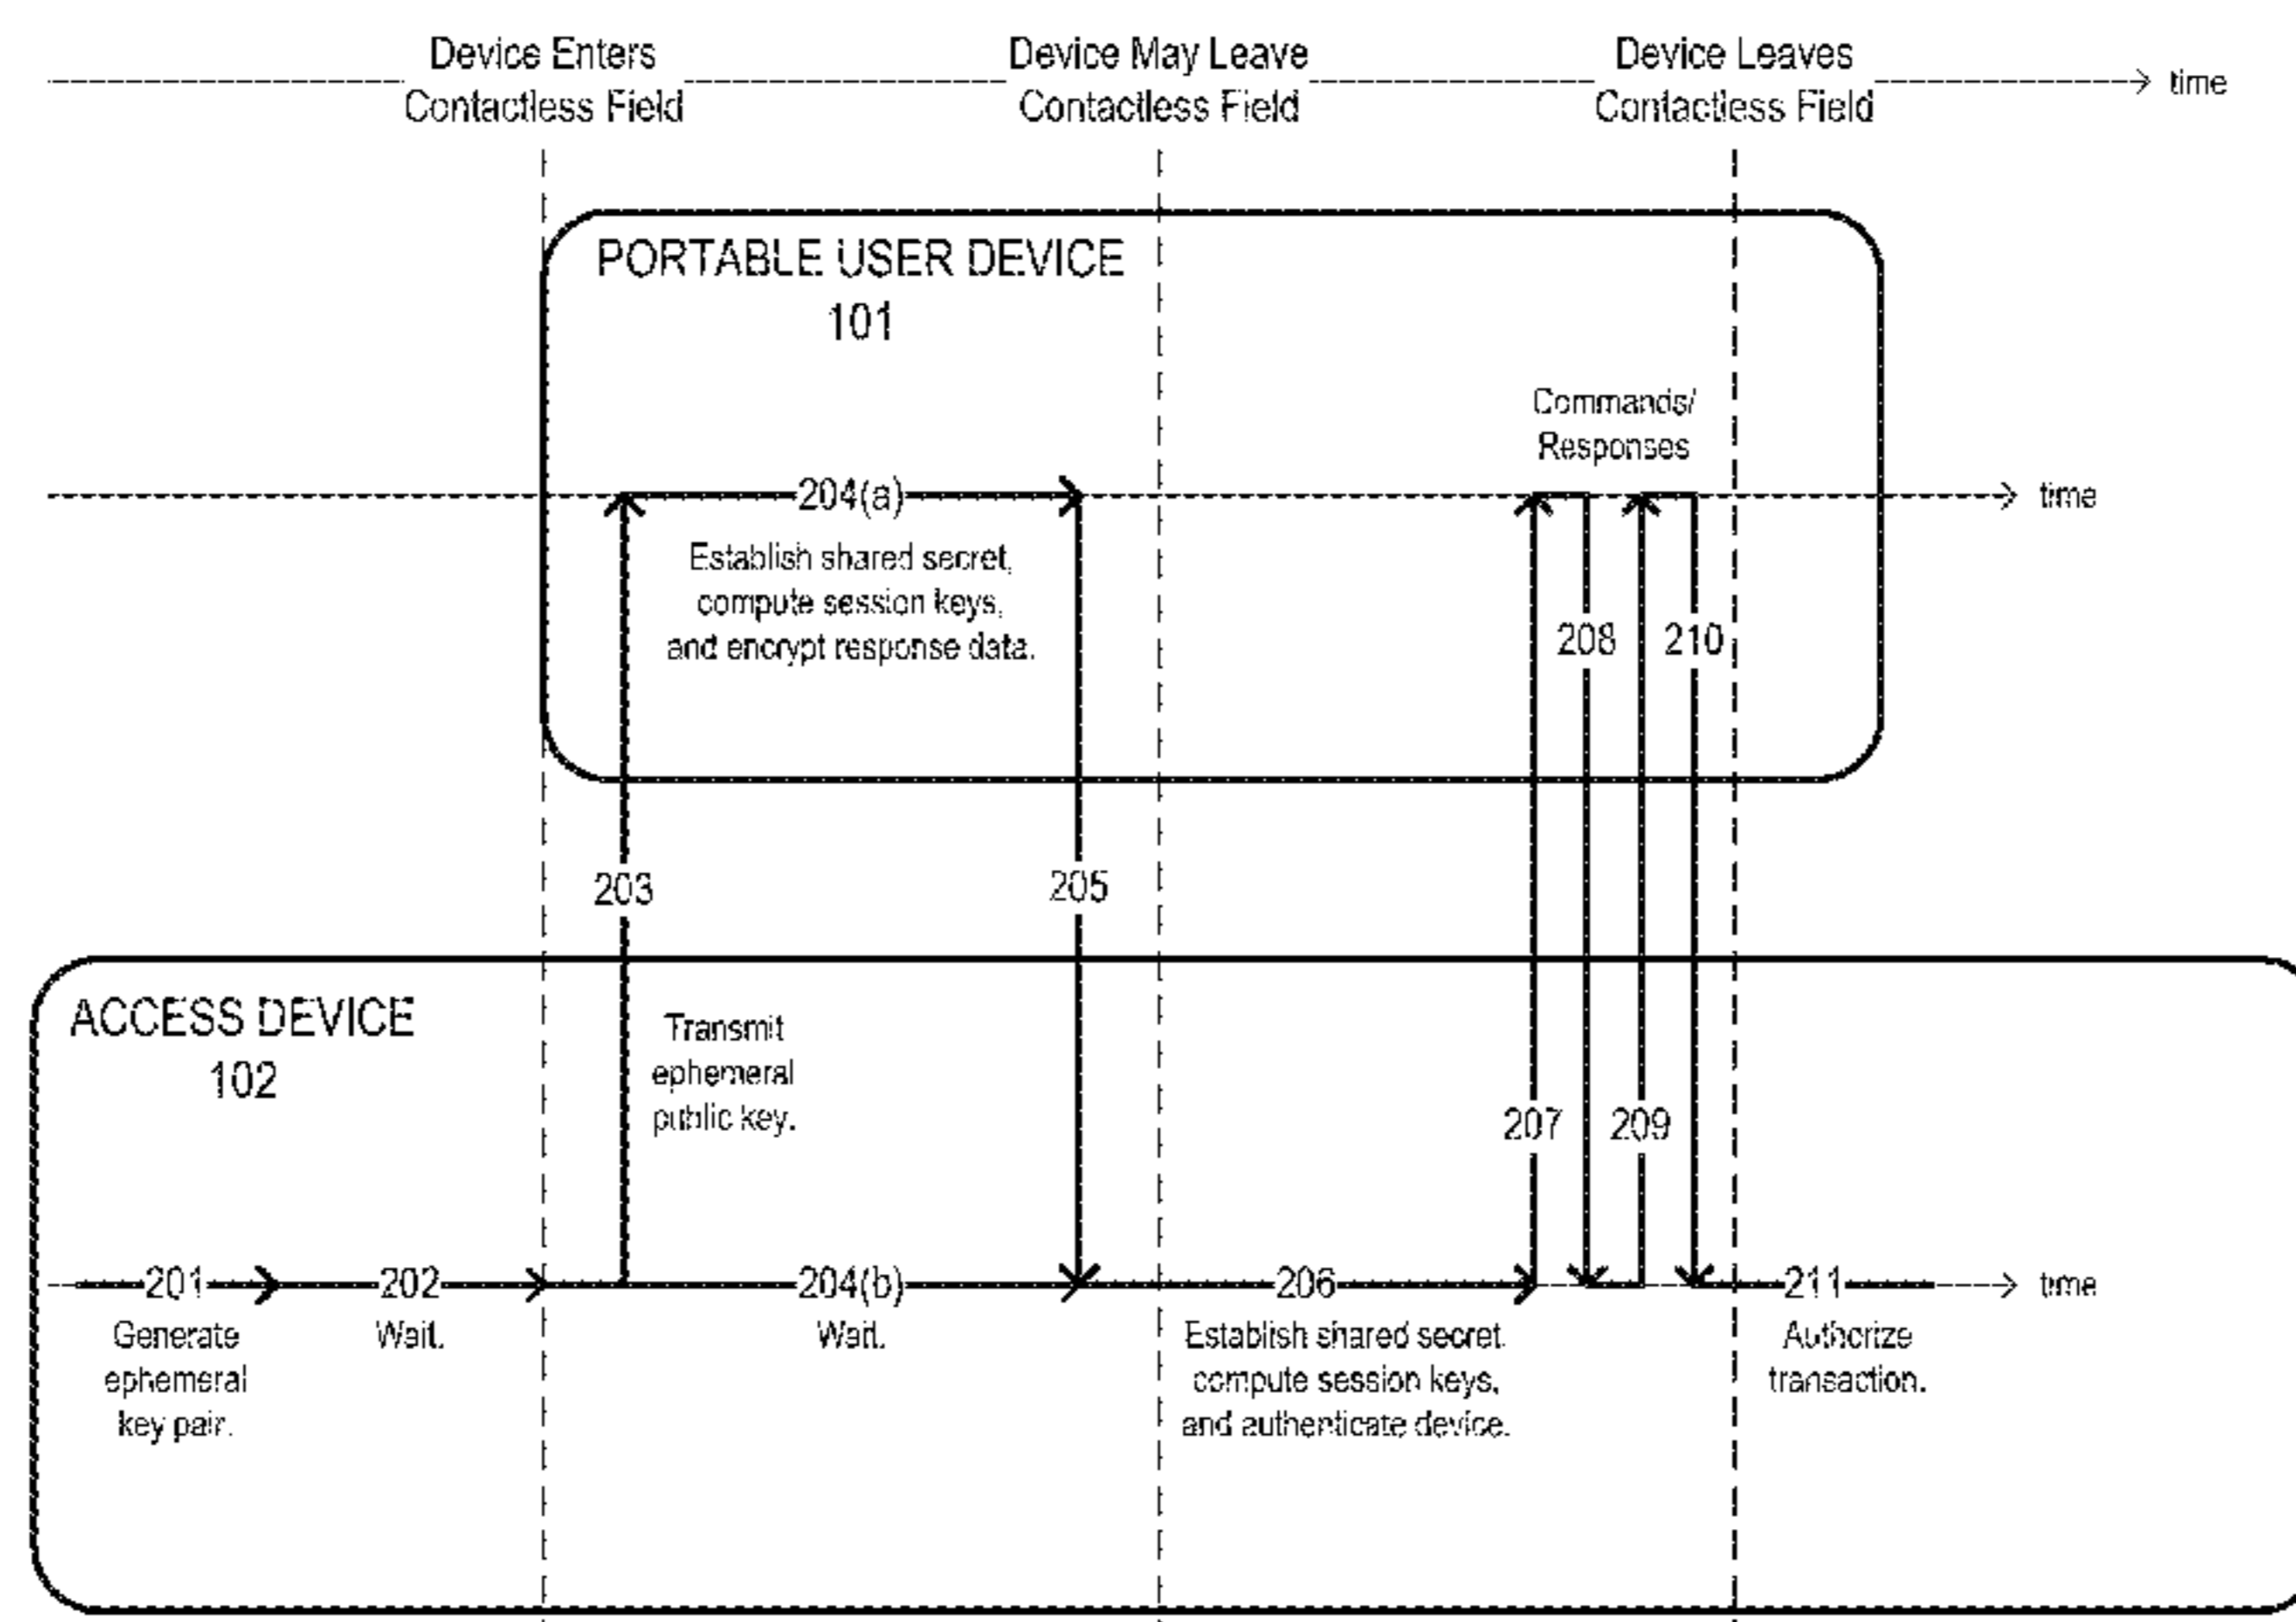 Device Enters
Contactless Field
Device May Leave
Contactless Field
Device Leaves
Contactless Field
time
PORTABLE USER DEVICE
101
Commands/
Responses
204(a)
time
Establish shared secret,
compute session keys,
and encrypt response data.
208
210
203
205
ACCESS DEVICE
102
Transmit
ephemeral
public key.
207
209
201
202
204(b)
206
211
time
Generate
ephemeral
key pair.
Wait.
Wait.
Establish shared secret.
compute session keys,
and authenticate device.
Authorize
transaction.